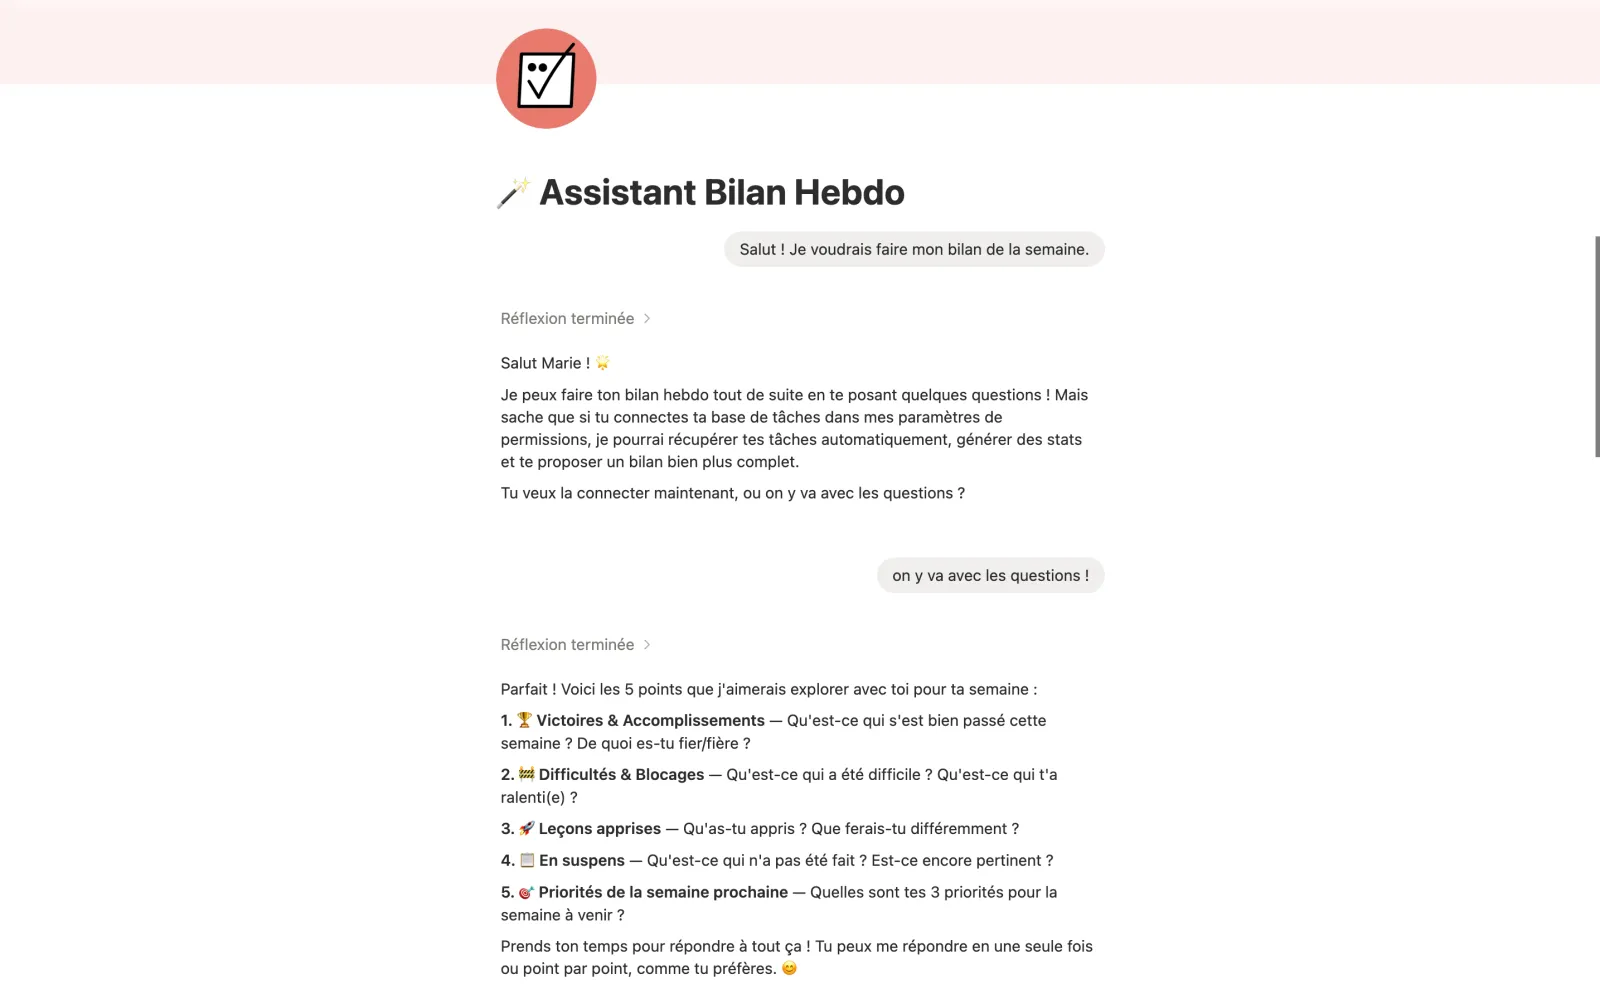 🪄 Assistant Bilan Hebdo
Salut ! Je voudrais faire mon bilan de la semaine.
Réflexion terminée >
Salut Marie ! 🌟
Je peux faire ton bilan hebdo tout de suite en te posant quelques questions ! Mais
sache que si tu connectes ta base de tâches dans mes paramètres de
permissions, je pourrai récupérer tes tâches automatiquement, générer des stats
et te proposer un bilan bien plus complet.
Tu veux la connecter maintenant, ou on y va avec les questions ?
on y va avec les questions !
Réflexion terminée >
Parfait ! Voici les 5 points que j'aimerais explorer avec toi pour ta semaine :
1. 🏆 Victoires & Accomplissements — Qu'est-ce qui s'est bien passé cette
semaine ? De quoi es-tu fier/fière ?
2. 🚧 Difficultés & Blocages — Qu'est-ce qui a été difficile ? Qu'est-ce qui t'a
ralenti(e) ?
3. 🚀 Leçons apprises — Qu'as-tu appris ? Que ferais-tu différemment ?
4. 📋 En suspens — Qu'est-ce qui n'a pas été fait ? Est-ce encore pertinent ?
5. 🎯 Priorités de la semaine prochaine — Quelles sont tes 3 priorités pour la
semaine à venir ?
Prends ton temps pour répondre à tout ça ! Tu peux me répondre en une seule fois
ou point par point, comme tu préfères. 😊